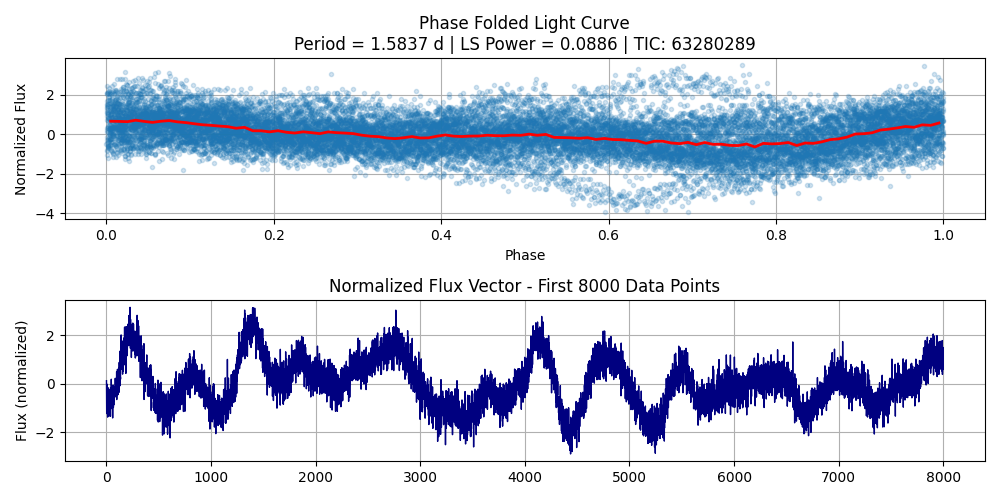 Phase Folded Light Curve
Period = 1.5837 d | LS Power = 0.0886 | TIC: 63280289
Normalized Flux
2
0
−2
−4
0.0 0.2 0.4 0.6 0.8 1.0
Phase
Normalized Flux Vector - First 8000 Data Points
Flux (normalized)
2
0
−2
0 1000 2000 3000 4000 5000 6000 7000 8000